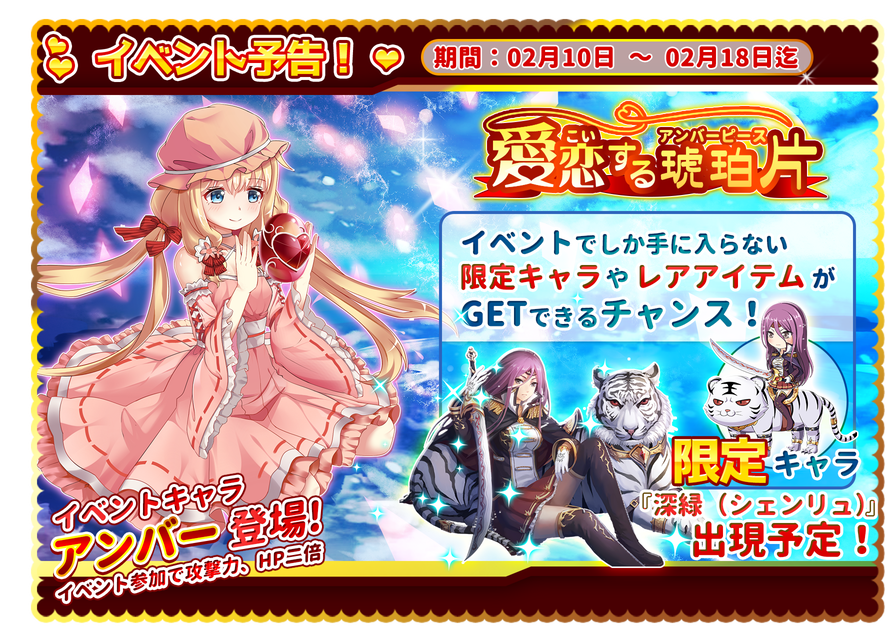 イベント予告！
期間：02月10日 ～ 02月18日迄
こい アンバーピース
愛恋する琥珀片
イベントでしか手に入らない
限定キャラやレアアイテムが
GETできるチャンス！
限定キャラ
『深緑（シェンリュ）』
出現予定！
イベントキャラ
アンバー登場!
イベント参加で攻撃力、HP二倍